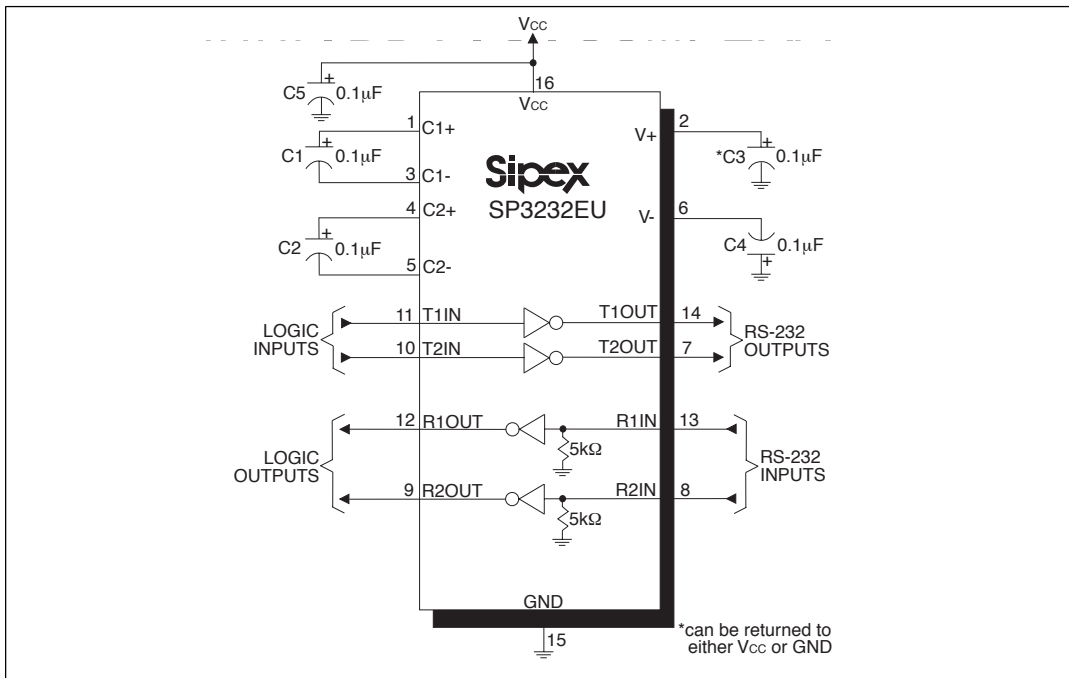 VCC
16
VCC
C5
+
0.1µF
1
C1+
C1
+
0.1µF
3
C1-
4
C2+
C2
+
0.1µF
5
C2-
V+
2
*C3
+
0.1µF
V-
6
C4
0.1µF
+
Sipex
SP3232EU
LOGIC
INPUTS
11
T1IN
T1OUT
14
10
T2IN
T2OUT
7
RS-232
OUTPUTS
LOGIC
OUTPUTS
12
R1OUT
R1IN
13
5kΩ
9
R2OUT
R2IN
8
5kΩ
RS-232
INPUTS
GND
15
*can be returned to
either VCC or GND